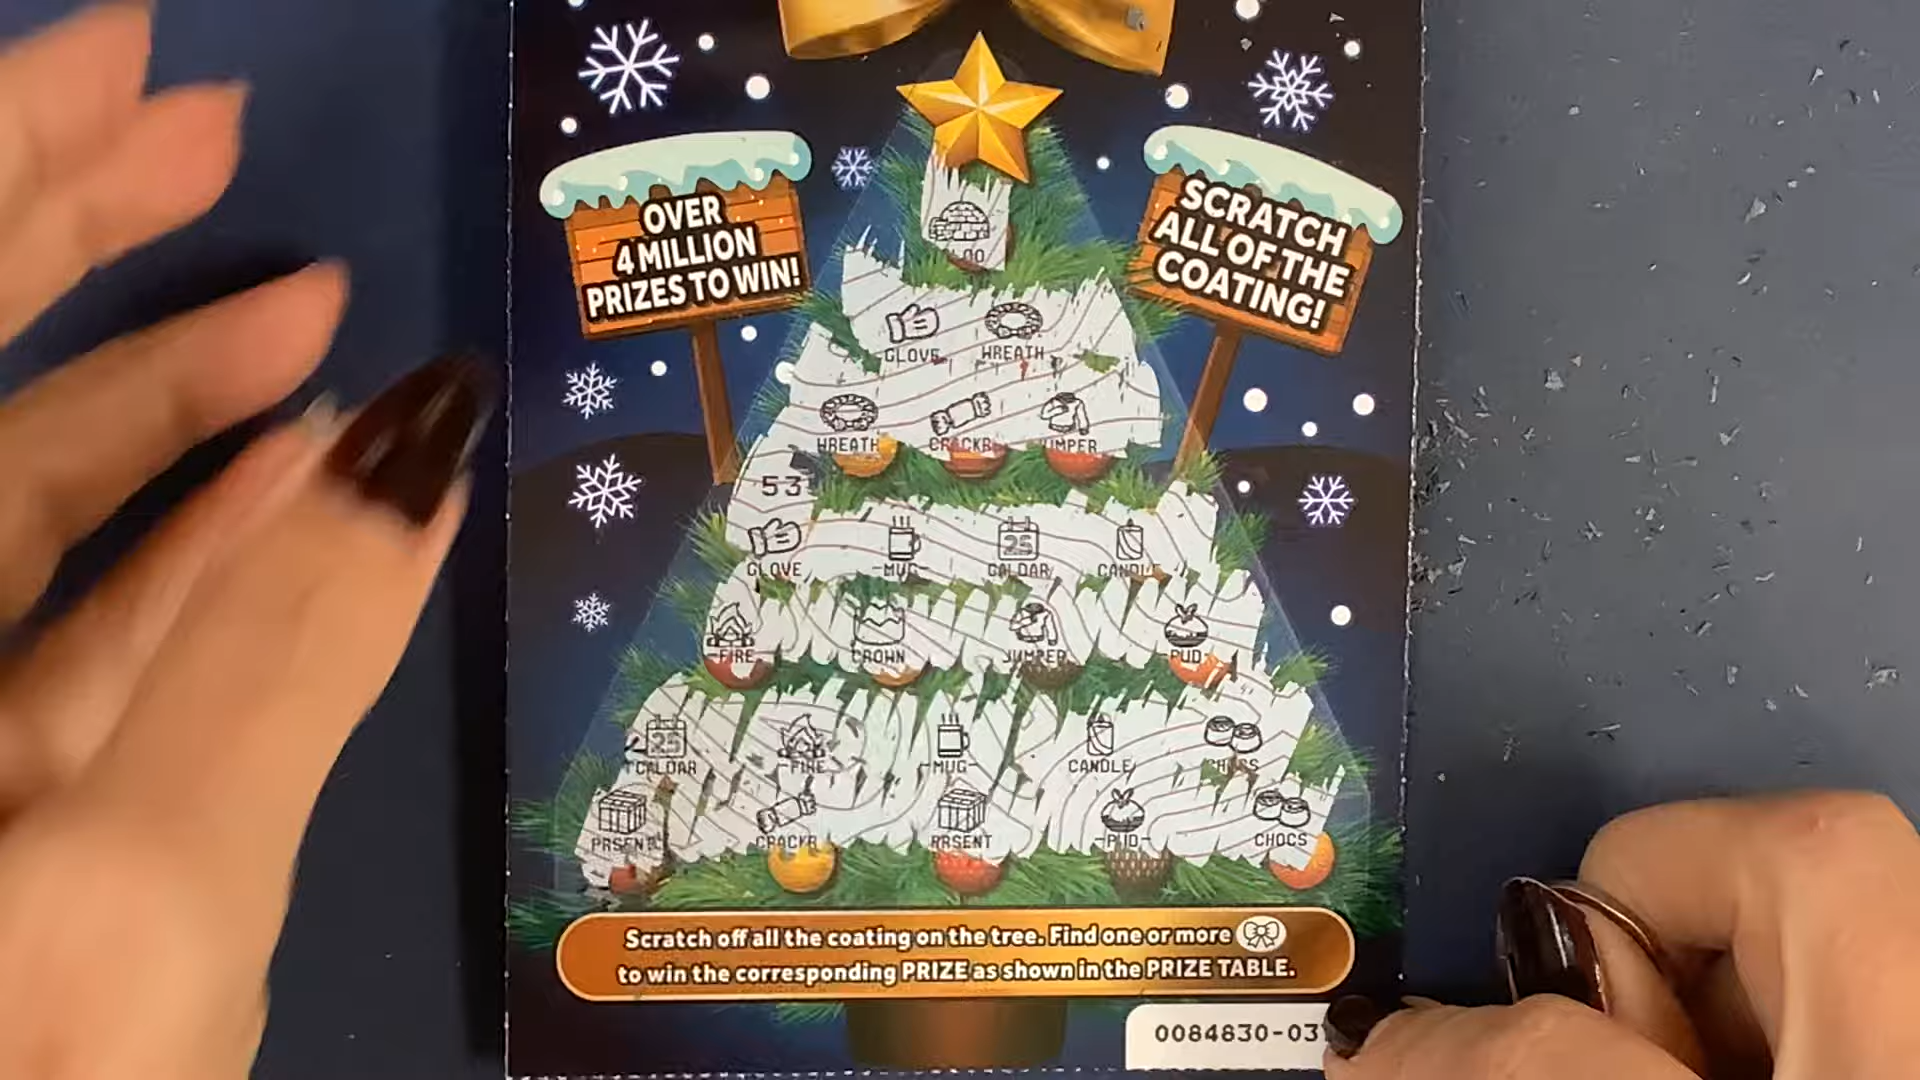 OVER
4 MILLION
PRIZES TO WIN!
SCRATCH
ALL OF THE
COATING!
GLOVE WREATH
WREATH CRACKR JUMPER
53
GLOVE MUG CALDAR CANDLE
25
FIRE CROWN JUMPER PUD
25
CALDAR FIRE MUG CANDLE CHOCS
PRSENT CRACKR PRSENT PUD CHOCS
Scratch off all the coating on the tree. Find one or more
to win the corresponding PRIZE as shown in the PRIZE TABLE.
0084830-03